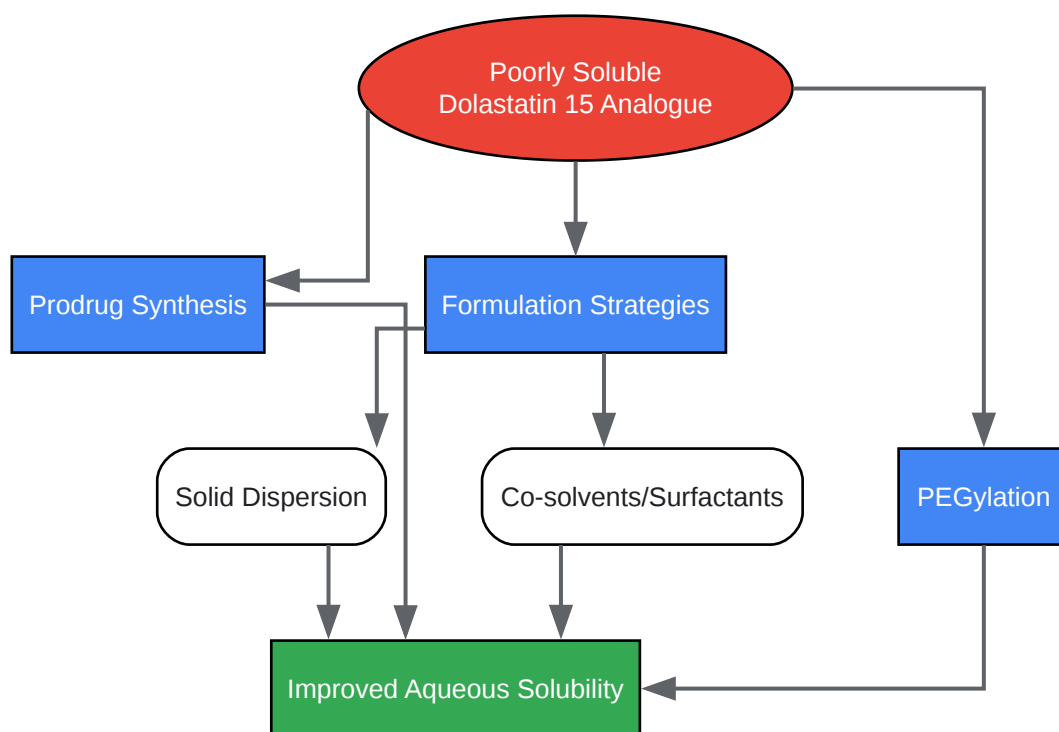 Poorly Soluble
Dolastatin 15 Analogue
Prodrug Synthesis
Formulation Strategies
Solid Dispersion
Co-solvents/Surfactants
PEGylation
Improved Aqueous Solubility